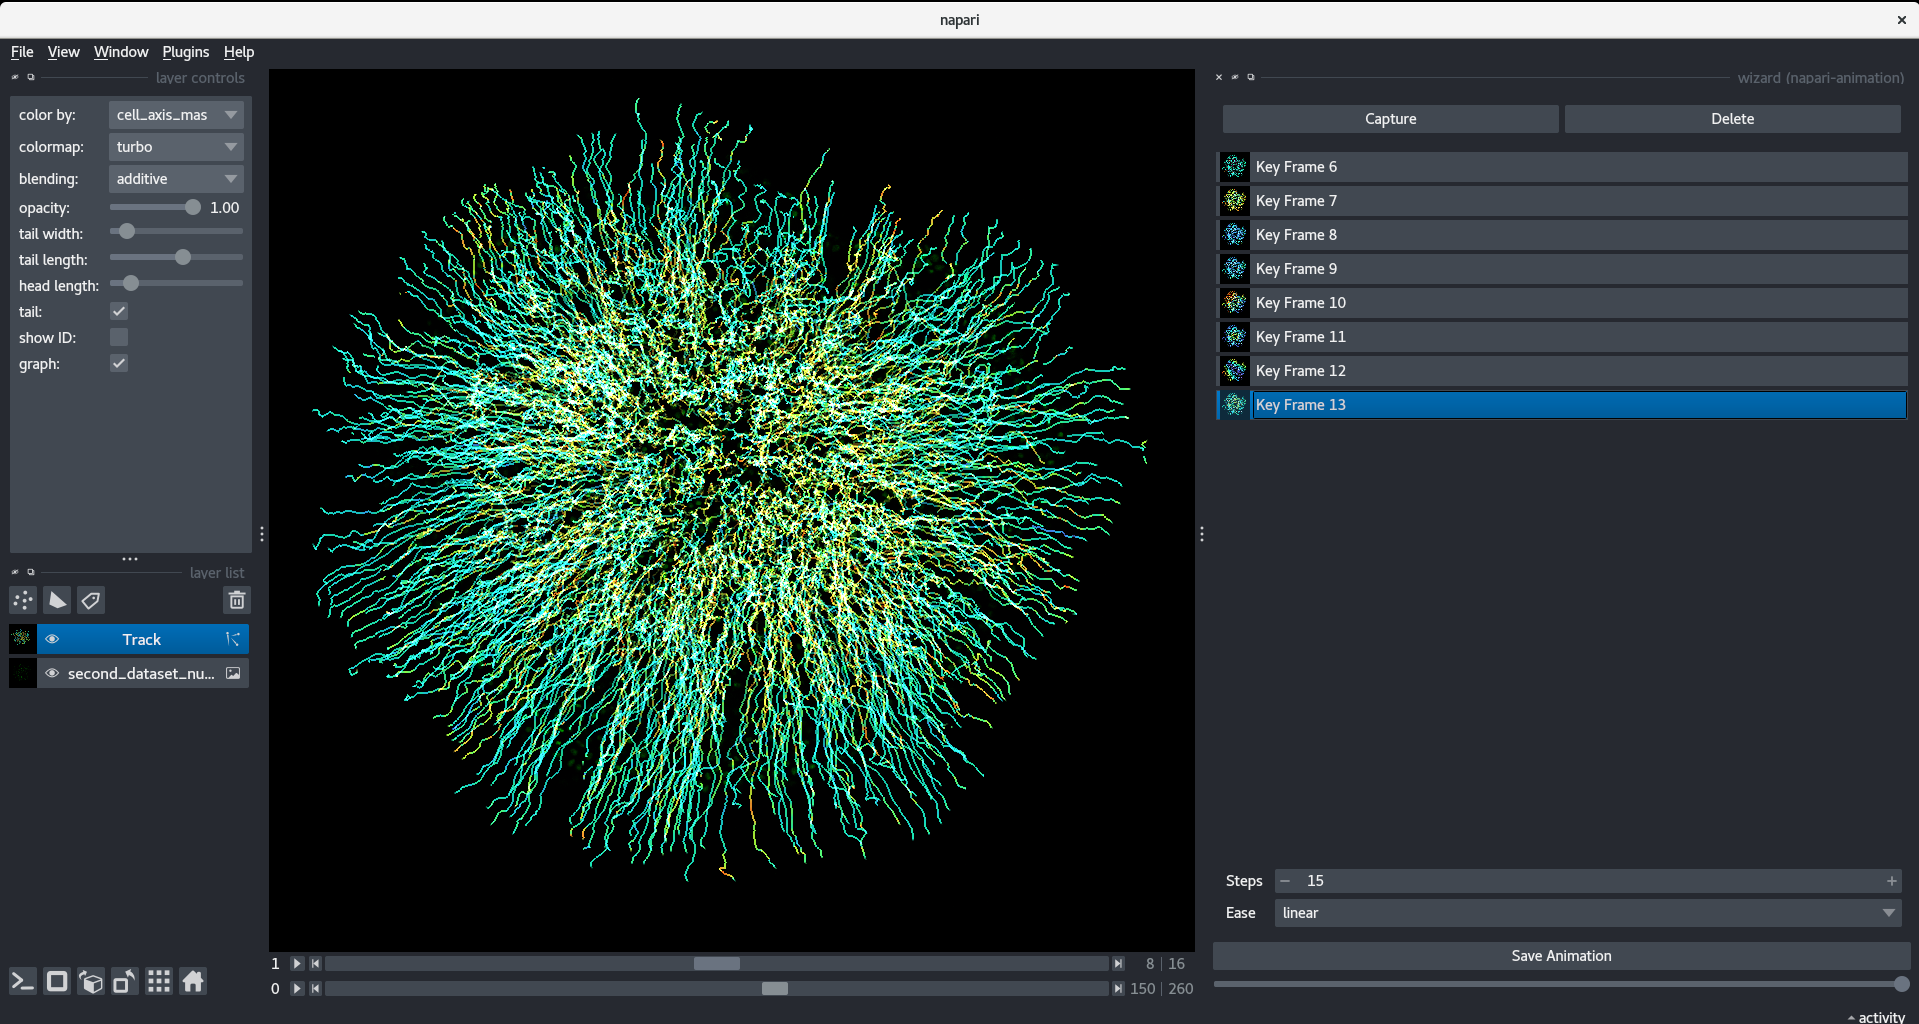 napari
File View Window Plugins Help
layer controls
color by: cell_axis_mas
colormap: turbo
blending: additive
opacity: 1.00
tail width:
tail length:
head length:
tail:
show ID:
graph:
layer list
Track
second_dataset_nu...
1 8 | 16
0 150 | 260
wizard (napari-animation)
Capture Delete
Key Frame 6
Key Frame 7
Key Frame 8
Key Frame 9
Key Frame 10
Key Frame 11
Key Frame 12
Key Frame 13
Steps 15
Ease linear
Save Animation
activity